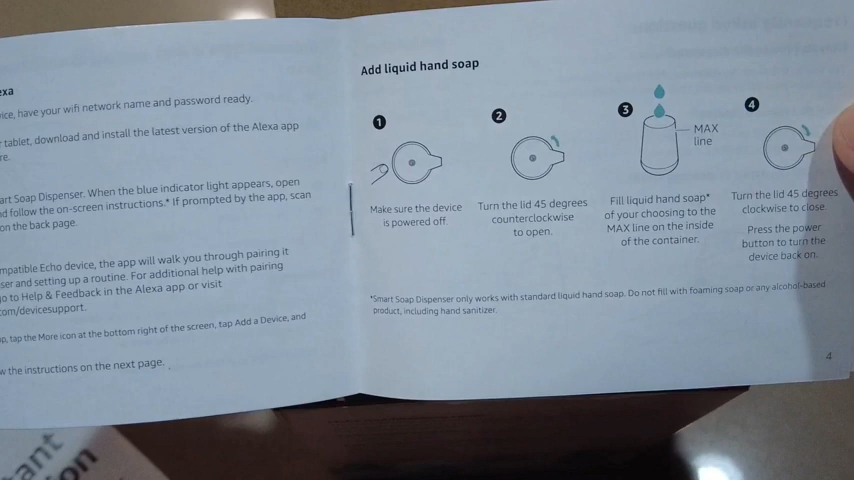 exa
ice, have your wifi network name and password ready.
tablet, download and install the latest version of the Alexa app
re.
art Soap Dispenser. When the blue indicator light appears, open
nd follow the on-screen instructions.* If prompted by the app, scan
on the back page.
mpatible Echo device, the app will walk you through pairing it
ser and setting up a routine. For additional help with pairing
go to Help & Feedback in the Alexa app or visit
com/devicesupport.
p, tap the More icon at the bottom right of the screen, tap Add a Device, and
w the instructions on the next page.
Add liquid hand soap
1
Make sure the device
is powered off.
2
Turn the lid 45 degrees
counterclockwise
to open.
3
MAX
line
Fill liquid hand soap*
of your choosing to the
MAX line on the inside
of the container.
4
Turn the lid 45 degrees
clockwise to close.
Press the power
button to turn the
device back on.
*Smart Soap Dispenser only works with standard liquid hand soap. Do not fill with foaming soap or any alcohol-based
product, including hand sanitizer.
4
tant
on